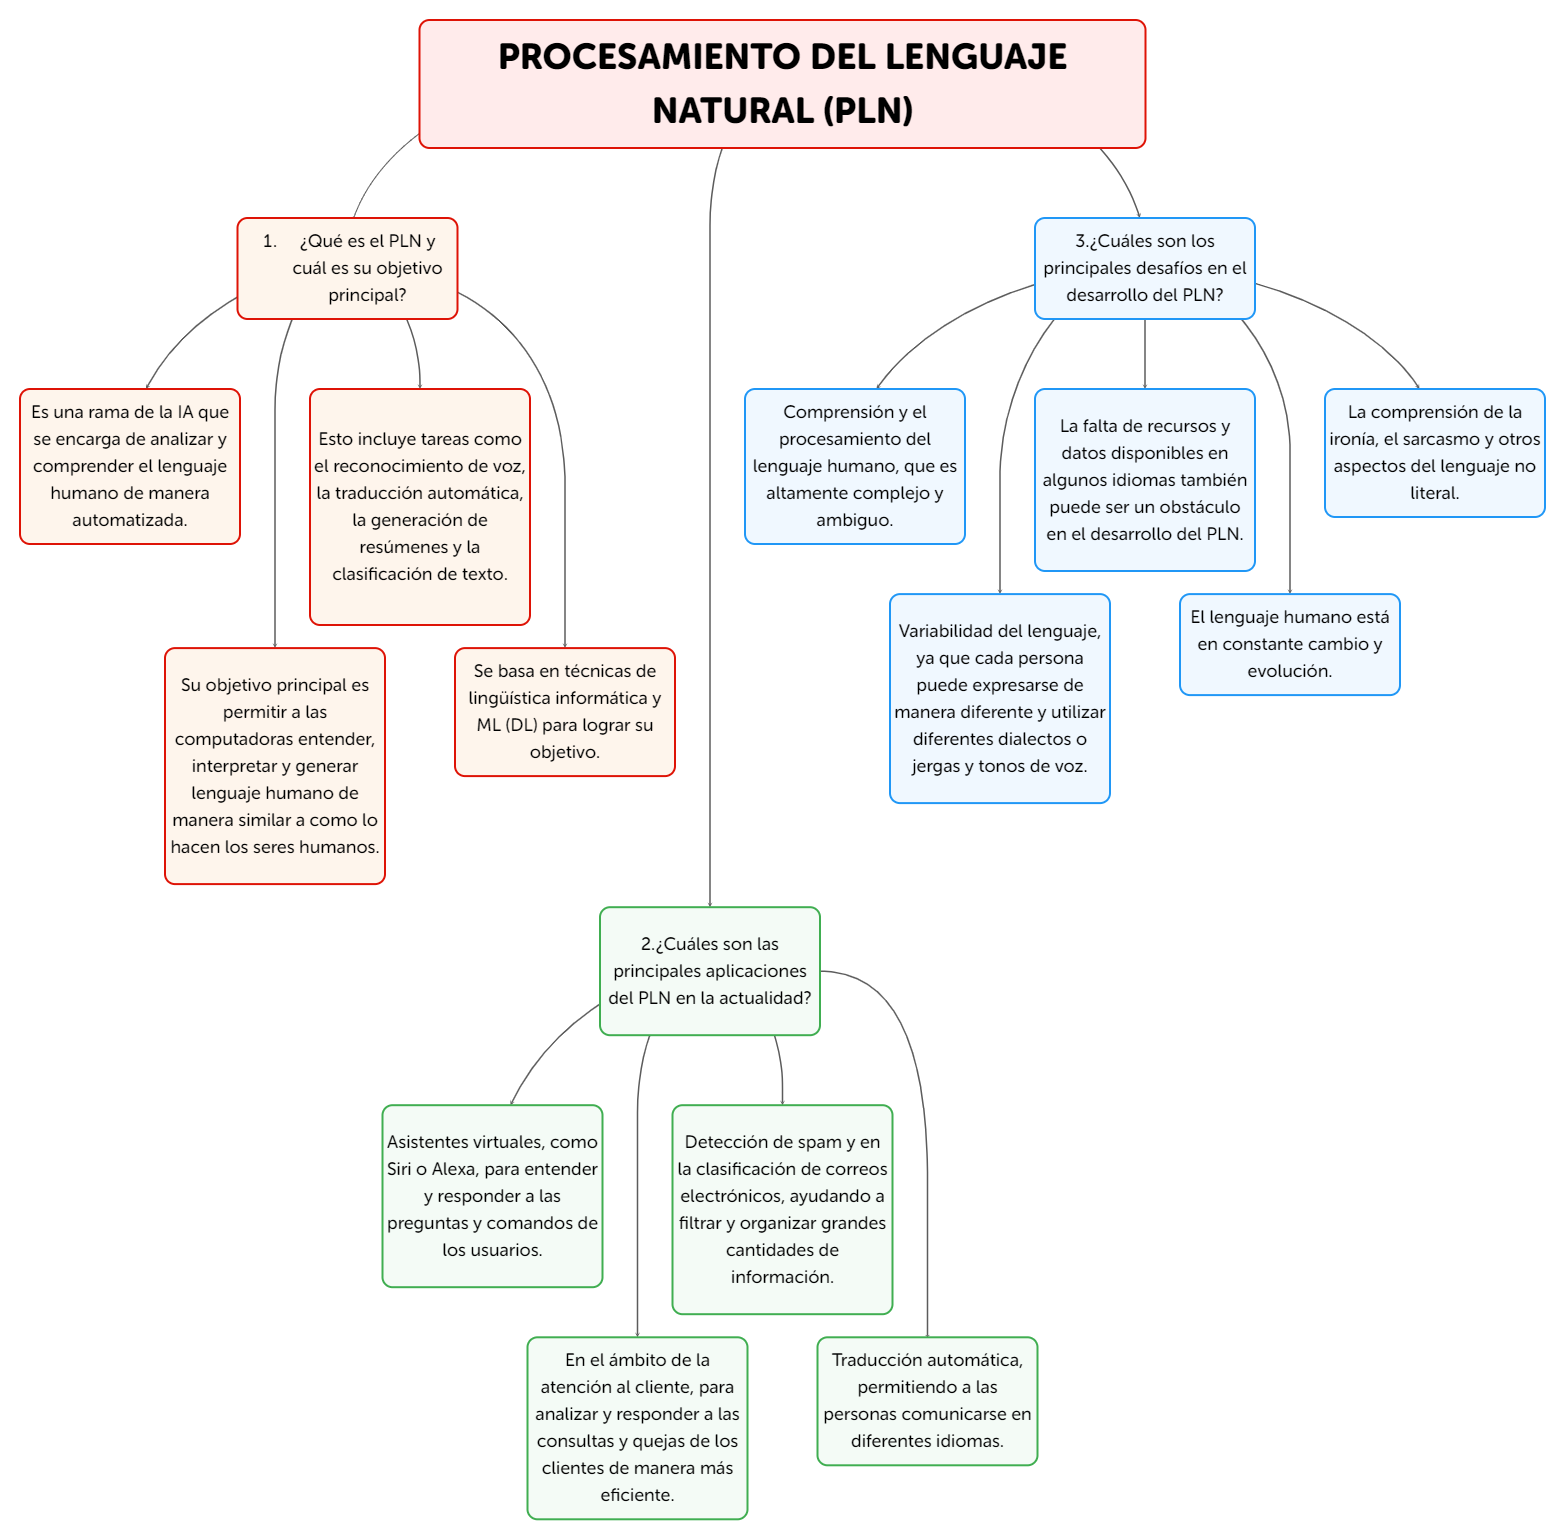 PROCESAMIENTO DEL LENGUAJE
NATURAL (PLN)
1. ¿Qué es el PLN y
cuál es su objetivo
principal?
Es una rama de la IA que
se encarga de analizar y
comprender el lenguaje
humano de manera
automatizada.
Su objetivo principal es
permitir a las
computadoras entender,
interpretar y generar
lenguaje humano de
manera similar a como lo
hacen los seres humanos.
Esto incluye tareas como
el reconocimiento de voz,
la traducción automática,
la generación de
resúmenes y la
clasificación de texto.
Se basa en técnicas de
lingüística informática y
ML (DL) para lograr su
objetivo.
2.¿Cuáles son las
principales aplicaciones
del PLN en la actualidad?
Asistentes virtuales, como
Siri o Alexa, para entender
y responder a las
preguntas y comandos de
los usuarios.
En el ámbito de la
atención al cliente, para
analizar y responder a las
consultas y quejas de los
clientes de manera más
eficiente.
Detección de spam y en
la clasificación de correos
electrónicos, ayudando a
filtrar y organizar grandes
cantidades de
información.
Traducción automática,
permitiendo a las
personas comunicarse en
diferentes idiomas.
3.¿Cuáles son los
principales desafíos en el
desarrollo del PLN?
Comprensión y el
procesamiento del
lenguaje humano, que es
altamente complejo y
ambiguo.
Variabilidad del lenguaje,
ya que cada persona
puede expresarse de
manera diferente y utilizar
diferentes dialectos o
jergas y tonos de voz.
La falta de recursos y
datos disponibles en
algunos idiomas también
puede ser un obstáculo
en el desarrollo del PLN.
El lenguaje humano está
en constante cambio y
evolución.
La comprensión de la
ironía, el sarcasmo y otros
aspectos del lenguaje no
literal.